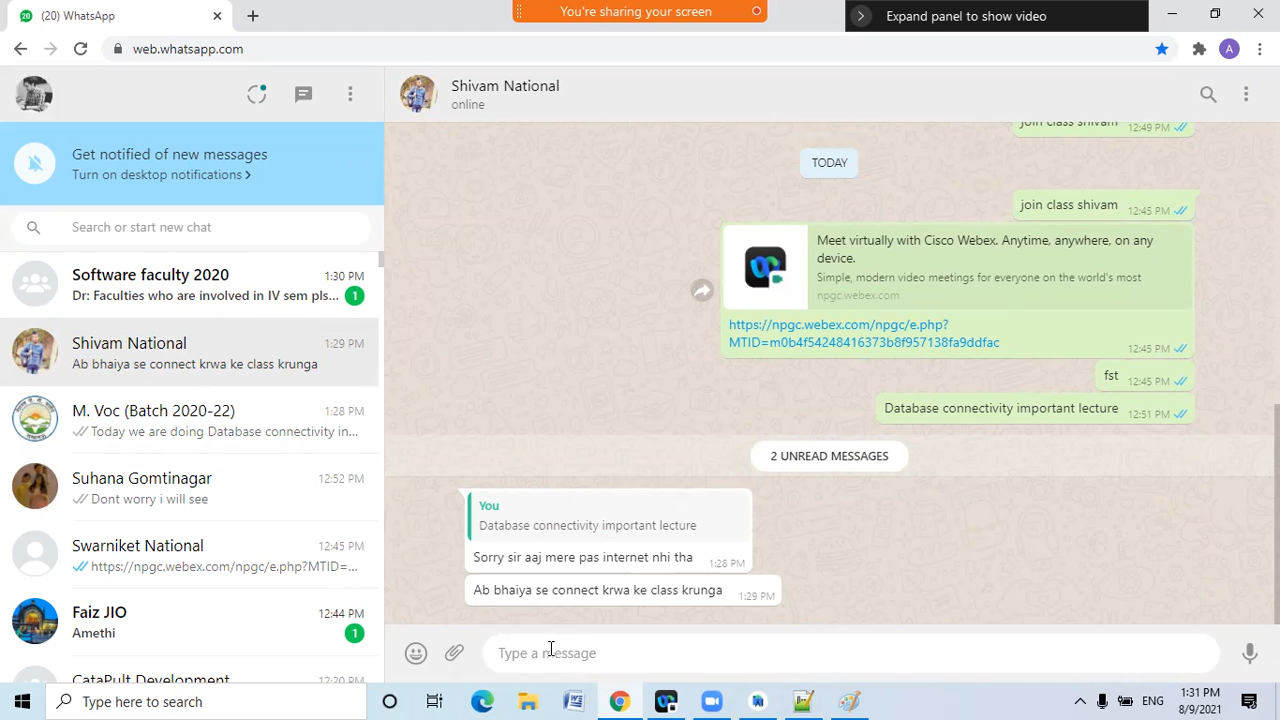 (20) WhatsApp
You're sharing your screen
Expand panel to show video
web.whatsapp.com
A
Get notified of new messages
Turn on desktop notifications >
Search or start new chat
Software faculty 2020
1:30 PM
Dr: Faculties who are involved in IV sem pls...
1
Shivam National
1:29 PM
Ab bhaiya se connect krwa ke class krunga
M. Voc (Batch 2020-22)
1:28 PM
Today we are doing Database connectivity in...
Suhana Gomtinagar
12:52 PM
Dont worry i will see
Swarniket National
12:45 PM
https://npgc.webex.com/npgc/e.php?MTID=...
Faiz JIO
12:44 PM
Amethi
1
CataPult Development
12:20 PM
Shivam National
online
join class shivam
12:49 PM
TODAY
join class shivam
12:45 PM
Meet virtually with Cisco Webex. Anytime, anywhere, on any
device.
Simple, modern video meetings for everyone on the world's most
npgc.webex.com
https://npgc.webex.com/npgc/e.php?
MTID=m0b4f54248416373b8f957138fa9ddfac
12:45 PM
fst
12:45 PM
Database connectivity important lecture
12:51 PM
2 UNREAD MESSAGES
You
Database connectivity important lecture
Sorry sir aaj mere pas internet nhi tha
1:28 PM
Ab bhaiya se connect krwa ke class krunga
1:29 PM
Type a message
Type here to search
ENG
1:31 PM
8/9/2021